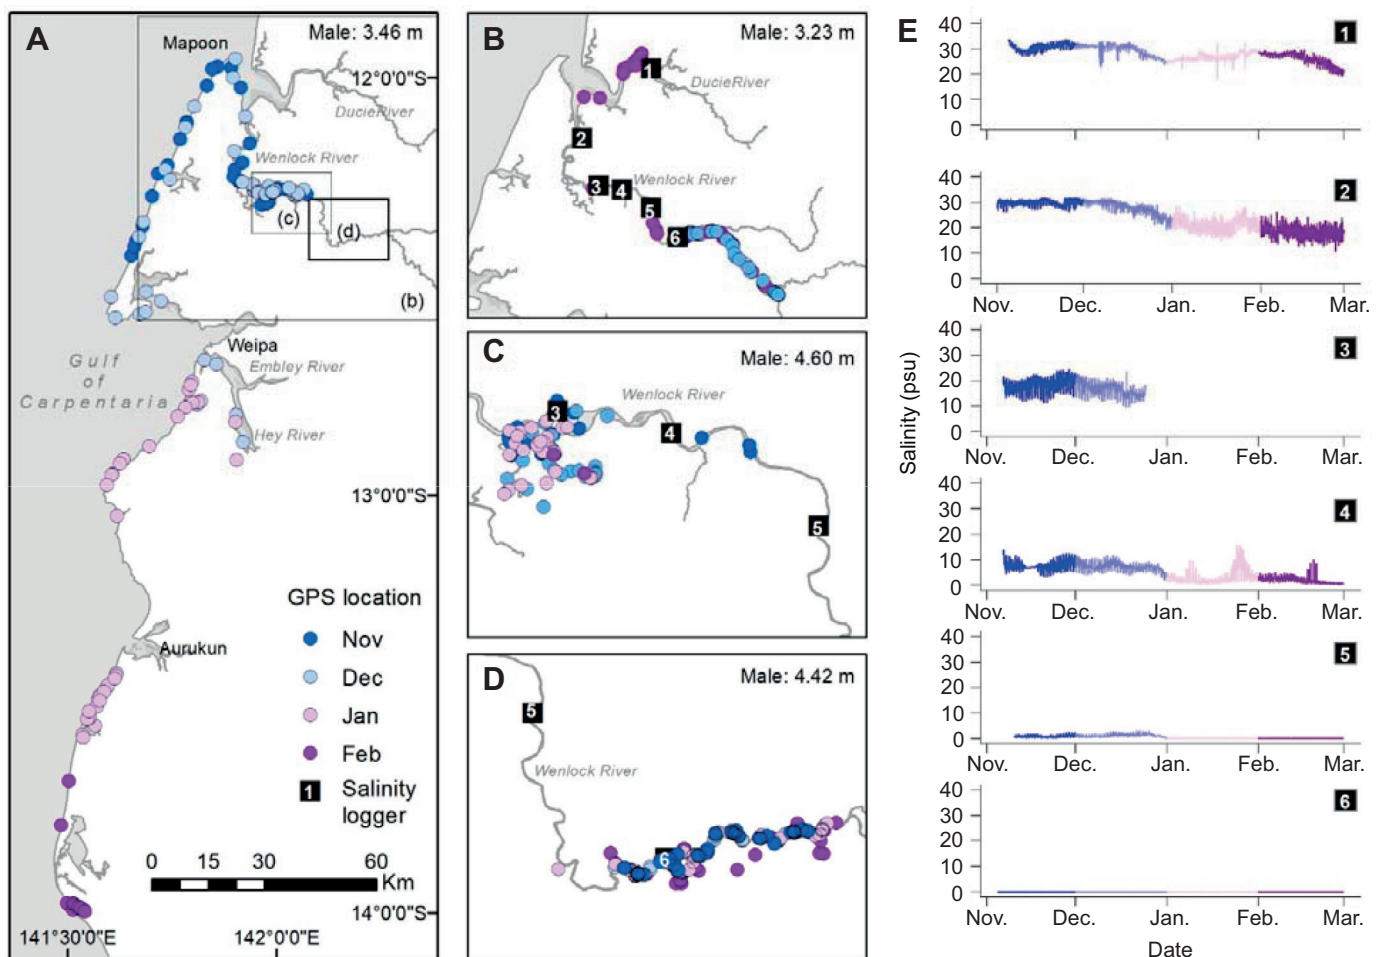 A
Male: 3.46 m
Mapoon
12°0'0"S
DucieRiver
Wenlock River
(c)
(d)
(b)
Weipa
Embley River
Gulf
of
Carpentaria
Hey River
13°0'0"S
GPS location
Nov
Dec
Jan
Feb
1 Salinity
logger
Aurukun
0 15 30 60
Km
14°0'0"S
141°30'0"E
142°0'0"E
B
Male: 3.23 m
1
DucieRiver
2
3
4
Wenlock River
5
6
C
Male: 4.60 m
Wenlock River
3
4
5
D
Male: 4.42 m
5
Wenlock River
6
E
Salinity (psu)
40
30
20
10
0
1
40
30
20
10
0
2
Nov. Dec. Jan. Feb. Mar.
40
30
20
10
0
3
Nov. Dec. Jan. Feb. Mar.
40
30
20
10
0
4
Nov. Dec. Jan. Feb. Mar.
40
30
20
10
0
5
Nov. Dec. Jan. Feb. Mar.
40
30
20
10
0
6
Nov. Dec. Jan. Feb. Mar.
Date